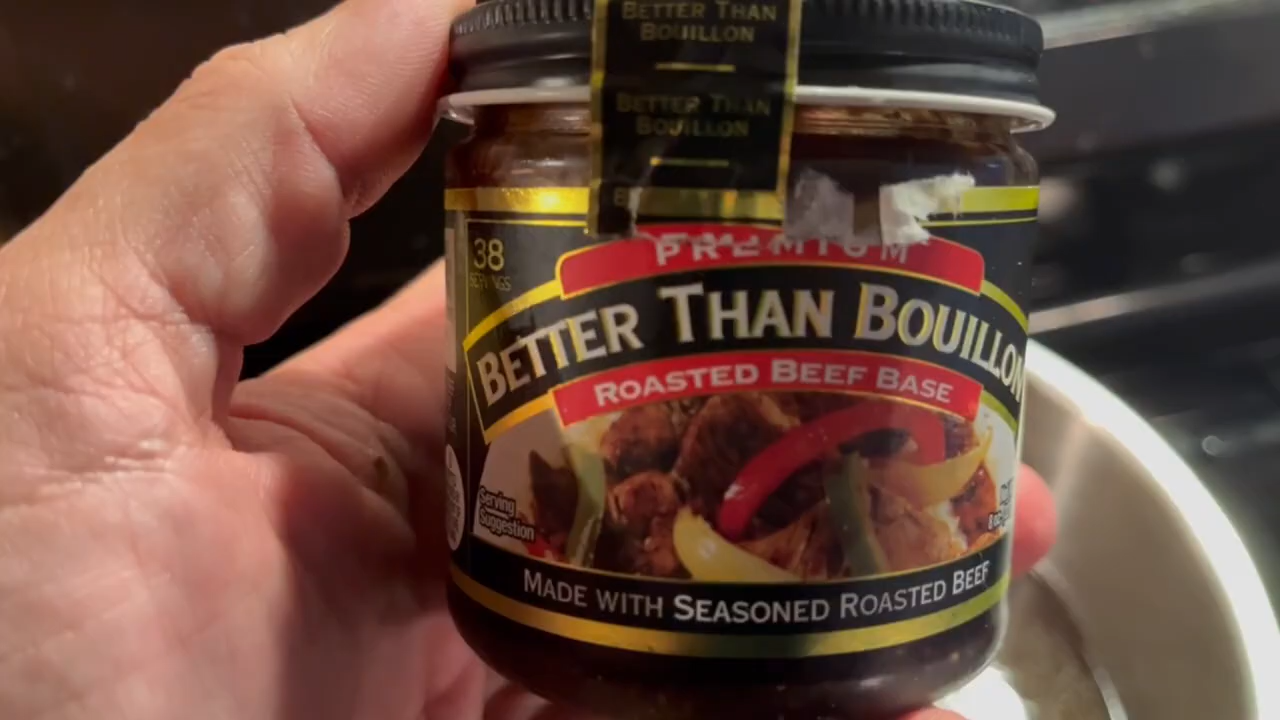 BETTER THAN
BOUILLON
BETTER THAN
BOUILLON
38
SERVINGS
PREMIUM
BETTER THAN BOUILLON
ROASTED BEEF BASE
Serving
Suggestion
MADE WITH SEASONED ROASTED BEEF